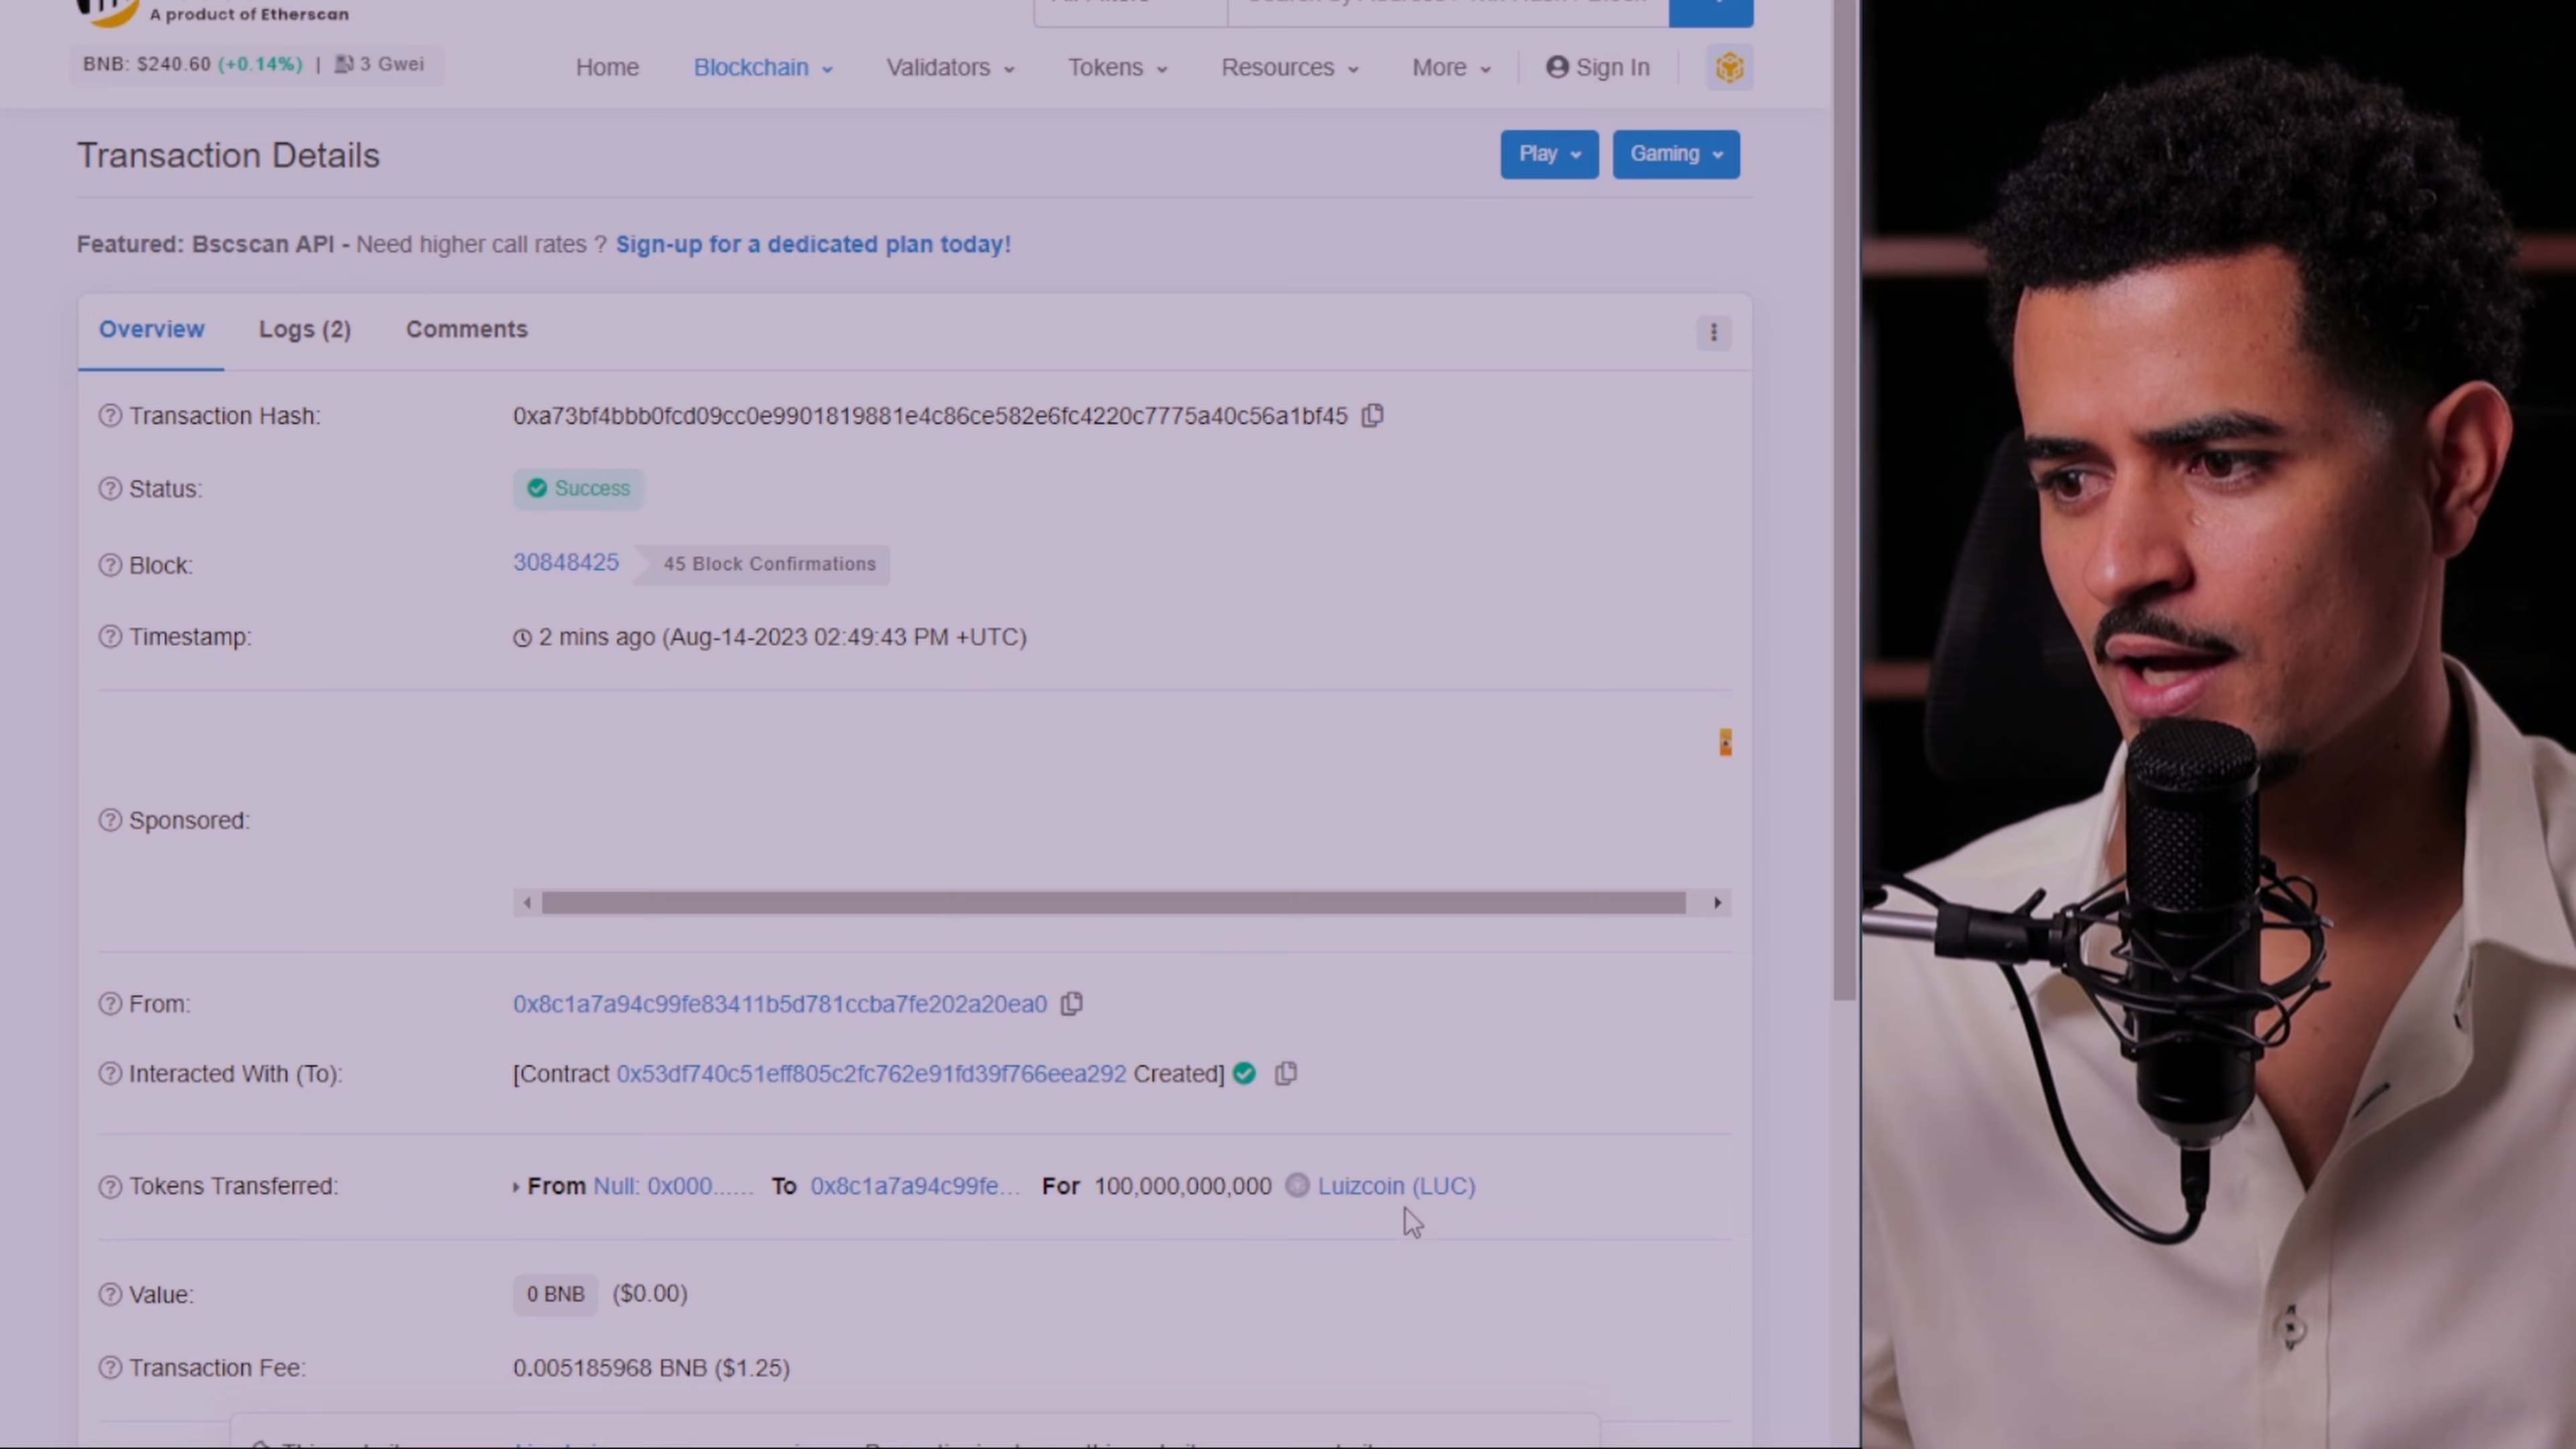 A product of Etherscan
BNB: $240.60 (+0.14%) | 3 Gwei
Home Blockchain Validators Tokens Resources More Sign In
Transaction Details
Play Gaming
Featured: Bscscan API - Need higher call rates ? Sign-up for a dedicated plan today!
Overview Logs (2) Comments
Transaction Hash: 0xa73bf4bbb0fcd09cc0e9901819881e4c86ce582e6fc4220c7775a40c56a1bf45
Status: Success
Block: 30848425 45 Block Confirmations
Timestamp: 2 mins ago (Aug-14-2023 02:49:43 PM +UTC)
Sponsored:
From: 0x8c1a7a94c99fe83411b5d781ccba7fe202a20ea0
Interacted With (To): [Contract 0x53df740c51eff805c2fc762e91fd39f766eea292 Created]
Tokens Transferred: From Null: 0x000...... To 0x8c1a7a94c99fe... For 100,000,000,000 Luizcoin (LUC)
Value: 0 BNB ($0.00)
Transaction Fee: 0.005185968 BNB ($1.25)